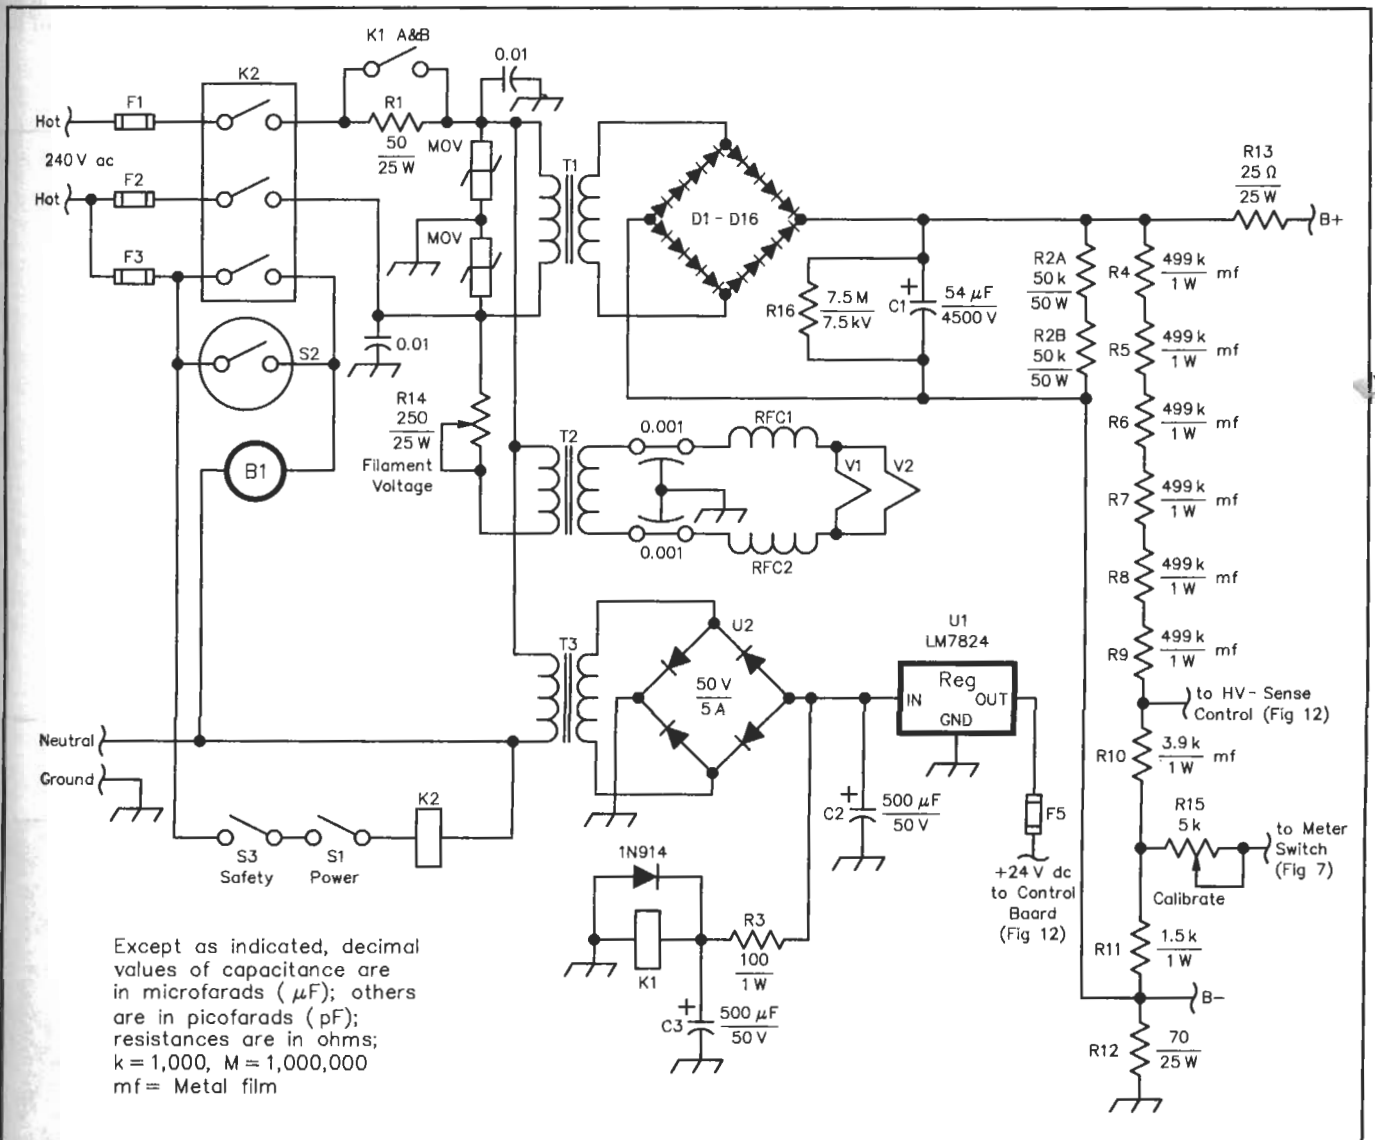 K1 A&B
0.01
K2
F1
R1
50
25 W
MOV
Hot
240 V ac
Hot
F2
F3
MOV
T1
D1 - D16
R13
25 Ω
25 W
B+
R2A
50 k
50 W
R4
499 k
1 W
mf
R16
7.5 M
7.5 kV
+
C1
54 μF
4500 V
S2
0.01
R2B
50 k
50 W
R5
499 k
1 W
mf
R14
250
25 W
Filament
Voltage
T2
0.001
RFC1
R6
499 k
1 W
mf
B1
V1
V2
R7
499 k
1 W
mf
0.001
RFC2
R8
499 k
1 W
mf
T3
U2
50 V
5 A
U1
LM7824
Reg
IN
OUT
GND
R9
499 k
1 W
mf
to HV-Sense
Control (Fig 12)
Neutral
Ground
R10
3.9 k
1 W
mf
K2
S3
Safety
S1
Power
+
C2
500 μF
50 V
F5
R15
5 k
to Meter
Switch
(Fig 7)
Calibrate
+24 V dc
to Control
Board
(Fig 12)
1N914
K1
R3
100
1 W
R11
1.5 k
1 W
+
C3
500 μF
50 V
B-
R12
70
25 W
Except as indicated, decimal
values of capacitance are
in microfarads ( μF); others
are in picofarads ( pF);
resistances are in ohms;
k = 1,000, M = 1,000,000
mf = Metal film